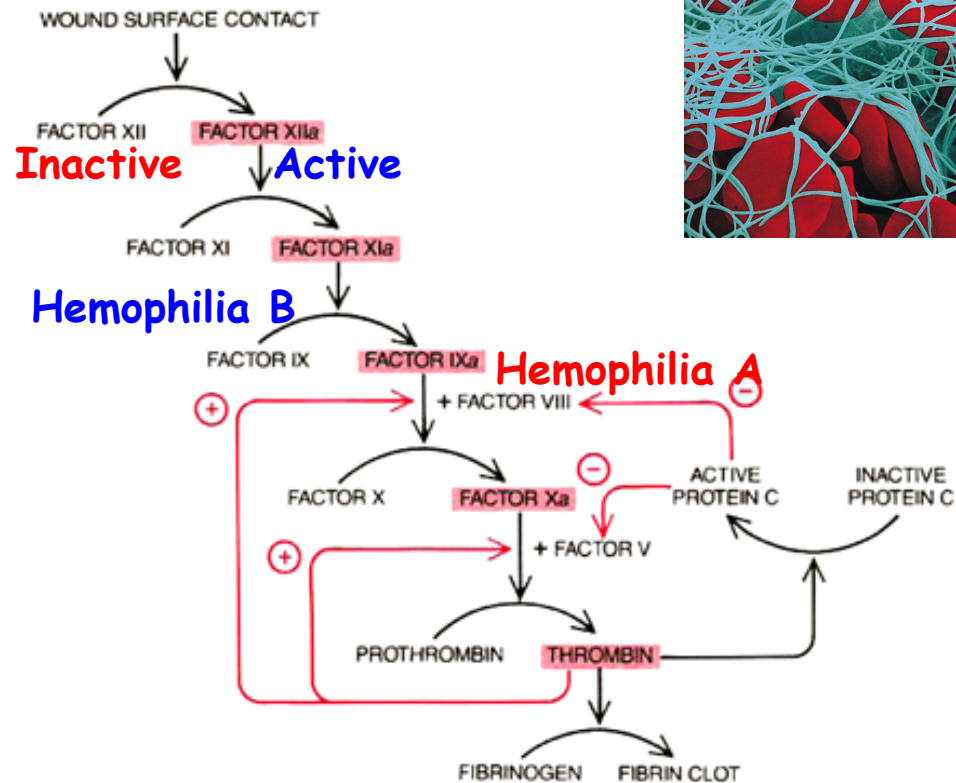 WOUND SURFACE CONTACT
FACTOR XII
FACTOR XIIa
Inactive
Active
FACTOR XI
FACTOR XIa
Hemophilia B
FACTOR IX
FACTOR IXa
Hemophilia A
+
+ FACTOR VIII
−
FACTOR X
FACTOR Xa
−
ACTIVE
PROTEIN C
INACTIVE
PROTEIN C
+
+ FACTOR V
PROTHROMBIN
THROMBIN
FIBRINOGEN
FIBRIN CLOT